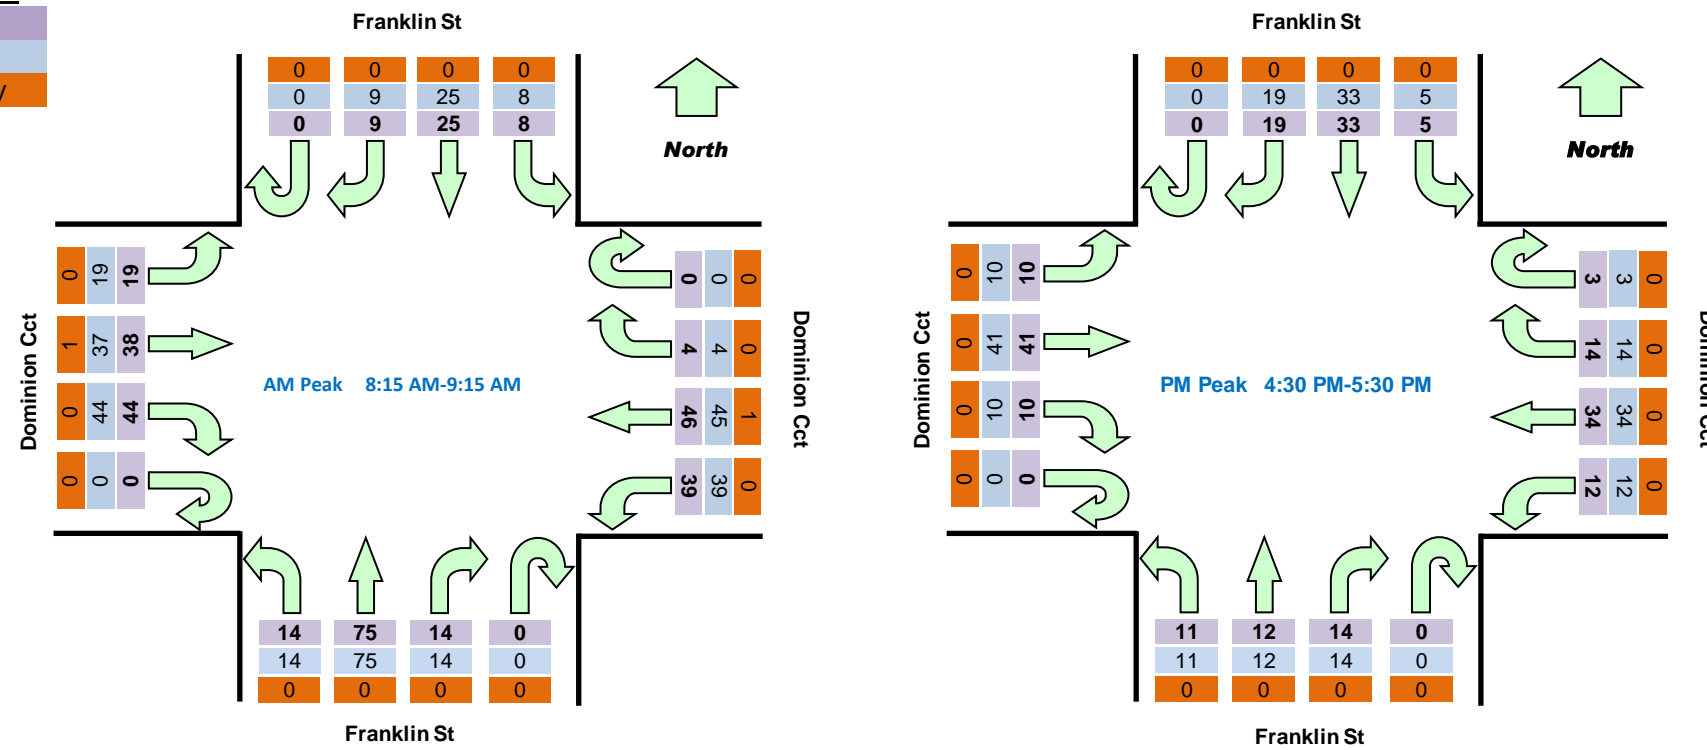 Franklin St
0 0 0 0
0 9 25 8
0 9 25 8
North
0 19 19
1 37 38
0 44 44
0 0 0
Dominion Cct
AM Peak 8:15 AM-9:15 AM
0 0 0
4 4 0
46 45 1
39 39 0
Dominion Cct
14 75 14 0
14 75 14 0
0 0 0 0
Franklin St
Franklin St
0 0 0 0
0 19 33 5
0 19 33 5
North
0 10 10
0 41 41
0 10 10
0 0 0
Dominion Cct
PM Peak 4:30 PM-5:30 PM
3 3 0
14 14 0
34 34 0
12 12 0
11 12 14 0
11 12 14 0
0 0 0 0
Franklin St